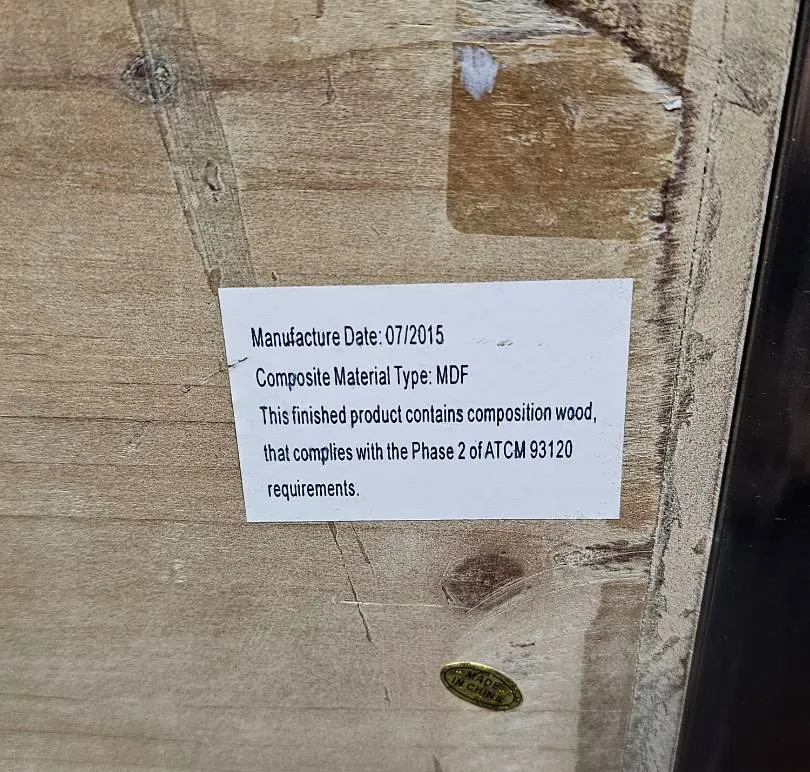 Manufacture Date: 07/2015
Composite Material Type: MDF
This finished product contains composition wood,
that complies with the Phase 2 of ATCM 93120
requirements.
MADE
IN CHINA